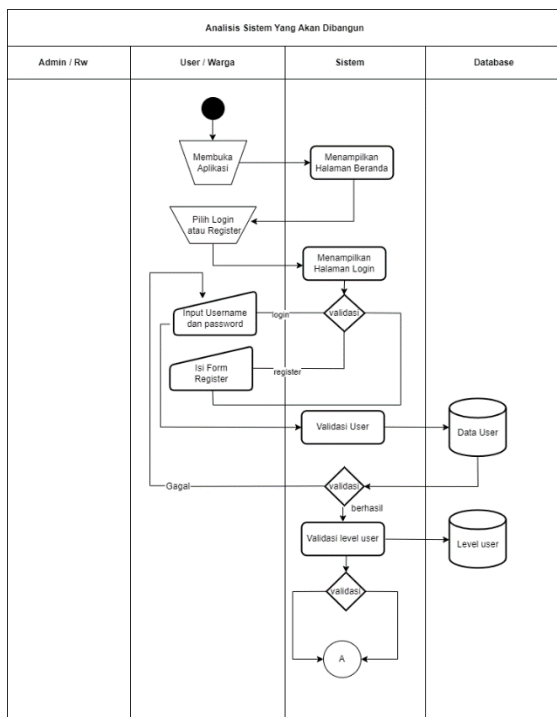 Analisis Sistem Yang Akan Dibangun
Admin / Rw
User / Warga
Sistem
Database
Membuka
Aplikasi
Menampilkan
Halaman Beranda
Pilih Login
atau Register
Menampilkan
Halaman Login
Input Username
dan password
login
validasi
Isi Form
Register
register
Validasi User
Data User
Gagal
validasi
berhasil
Validasi level user
Level user
validasi
A